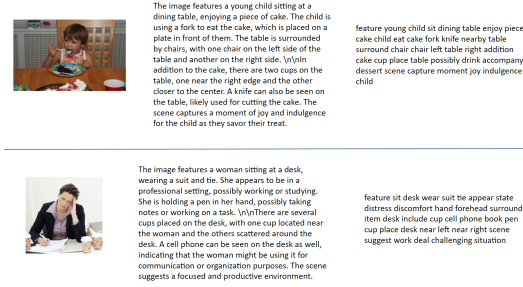 The image features a young child sitting at a
dining table, enjoying a piece of cake. The child is
using a fork to eat the cake, which is placed on a
plate in front of them. The table is surrounded
by chairs, with one chair on the left side of the
table and another on the right side. \n\nIn
addition to the cake, there are two cups on the
table, one near the right edge and the other
closer to the center. A knife can also be seen on
the table, likely used for cutting the cake. The
scene captures a moment of joy and indulgence
for the child as they savor their treat.
feature young child sit dining table enjoy piece
cake child eat cake fork knife nearby table
surround chair chair left table right addition
cake cup place table possibly drink accompany
dessert scene capture moment joy indulgence
child
The image features a woman sitting at a desk,
wearing a suit and tie. She appears to be in a
professional setting, possibly working or studying.
She is holding a pen in her hand, possibly taking
notes or working on a task. \n\nThere are several
cups placed on the desk, with one cup located near
the woman and the others scattered around the
desk. A cell phone can be seen on the desk as well,
indicating that the woman might be using it for
communication or organization purposes. The scene
suggests a focused and productive environment.
feature sit desk wear suit tie appear state
distress discomfort hand forehead surround
item desk include cup cell phone book pen
cup place desk near left near right scene
suggest work deal challenging situation